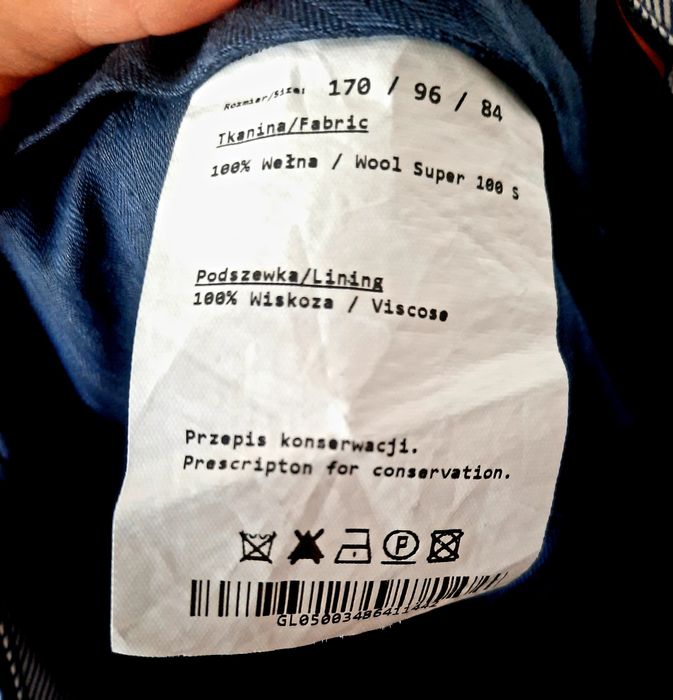 Rozmiar/Size: 170 / 96 / 84
Tkanina/Fabric
100% Wełna / Wool Super 100 S
Podszewka/Lining
100% Wiskoza / Viscose
Przepis konserwacji.
Prescripton for conservation.
P